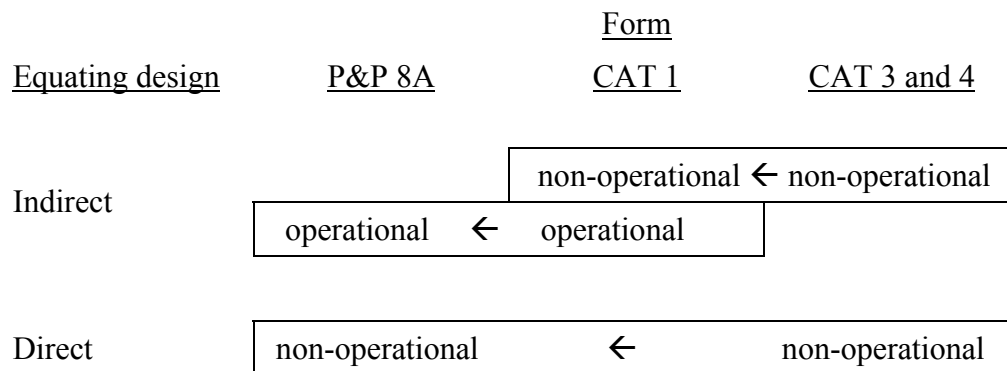 Form
Equating design P&P 8A CAT 1 CAT 3 and 4
non-operational ← non-operational
Indirect
operational ← operational
Direct non-operational ← non-operational